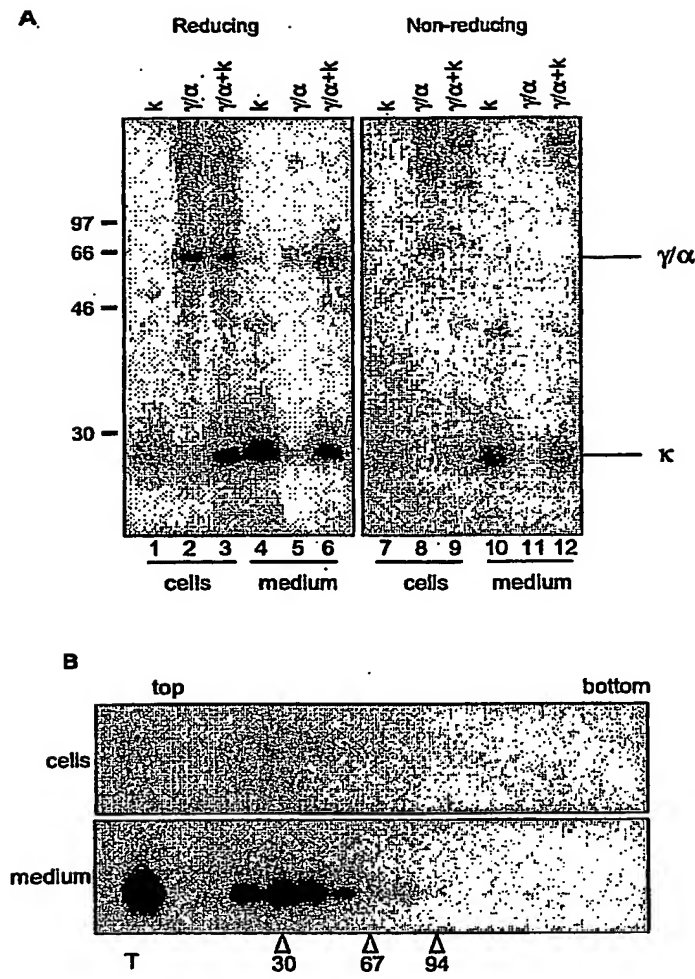 A
Reducing Non-reducing
k γ/α γ/α+k k γ/α γ/α+k k γ/α γ/α+k k γ/α γ/α+k
97
66
γ/α
46
30
κ
1 2 3 4 5 6 7 8 9 10 11 12
cells medium cells medium
B
top bottom
cells
medium
T 30 67 94